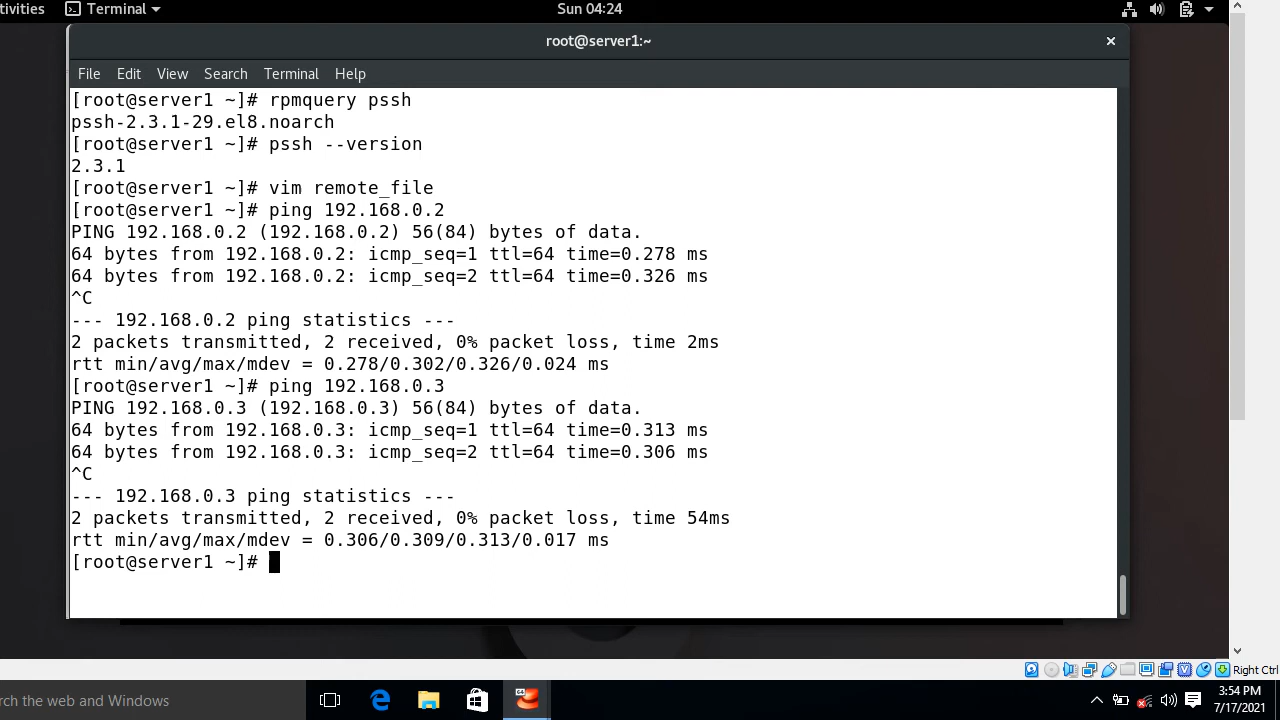 tivities Terminal Sun 04:24
root@server1:~
File Edit View Search Terminal Help
[root@server1 ~]# rpmquery pssh
pssh-2.3.1-29.el8.noarch
[root@server1 ~]# pssh --version
2.3.1
[root@server1 ~]# vim remote_file
[root@server1 ~]# ping 192.168.0.2
PING 192.168.0.2 (192.168.0.2) 56(84) bytes of data.
64 bytes from 192.168.0.2: icmp_seq=1 ttl=64 time=0.278 ms
64 bytes from 192.168.0.2: icmp_seq=2 ttl=64 time=0.326 ms
^C
--- 192.168.0.2 ping statistics ---
2 packets transmitted, 2 received, 0% packet loss, time 2ms
rtt min/avg/max/mdev = 0.278/0.302/0.326/0.024 ms
[root@server1 ~]# ping 192.168.0.3
PING 192.168.0.3 (192.168.0.3) 56(84) bytes of data.
64 bytes from 192.168.0.3: icmp_seq=1 ttl=64 time=0.313 ms
64 bytes from 192.168.0.3: icmp_seq=2 ttl=64 time=0.306 ms
^C
--- 192.168.0.3 ping statistics ---
2 packets transmitted, 2 received, 0% packet loss, time 54ms
rtt min/avg/max/mdev = 0.306/0.309/0.313/0.017 ms
[root@server1 ~]#
Right Ctrl
rch the web and Windows
3:54 PM
7/17/2021